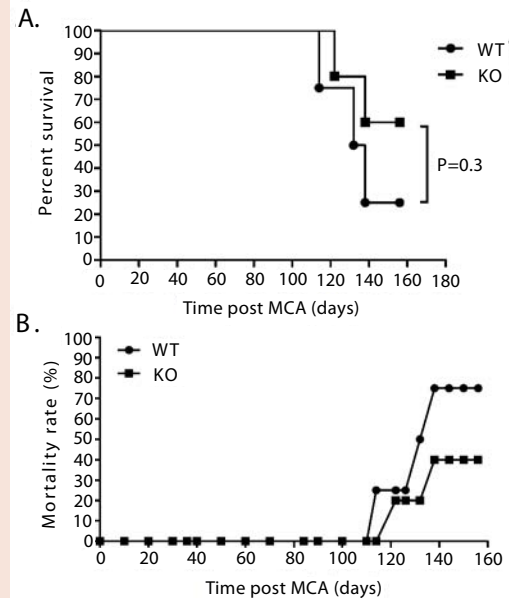 A.
100
90
80
70
60
50
40
30
20
10
0
Percent survival
WT
KO
P=0.3
0 20 40 60 80 100 120 140 160 180
Time post MCA (days)
B.
WT
KO
100
90
80
70
60
50
40
30
20
10
0
Mortality rate (%)
0 20 40 60 80 100 120 140 160
Time post MCA (days)